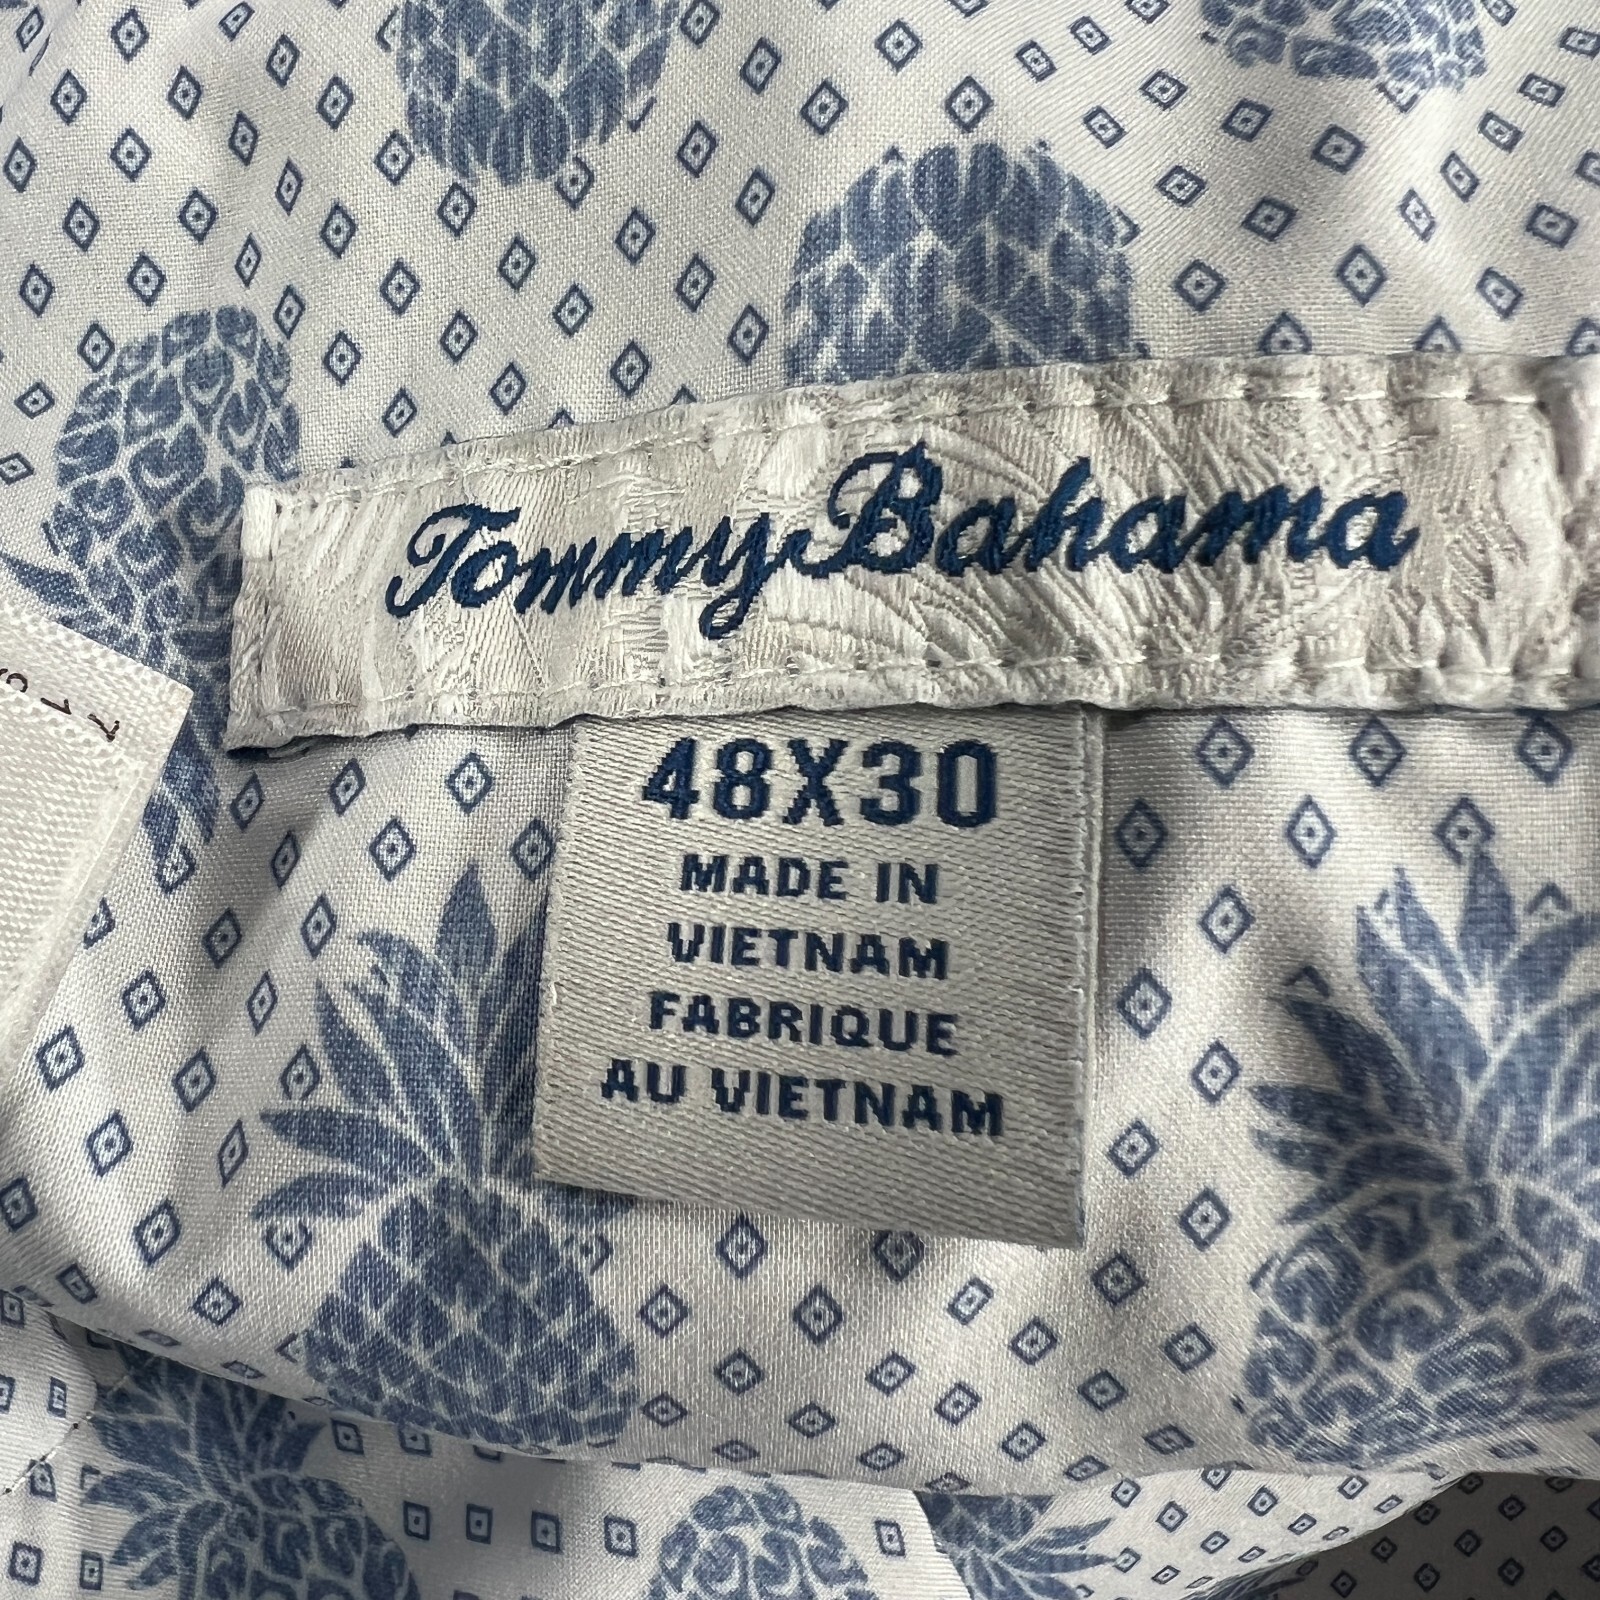 Tommy Bahama
48X30
MADE IN
VIETNAM
FABRIQUE
AU VIETNAM